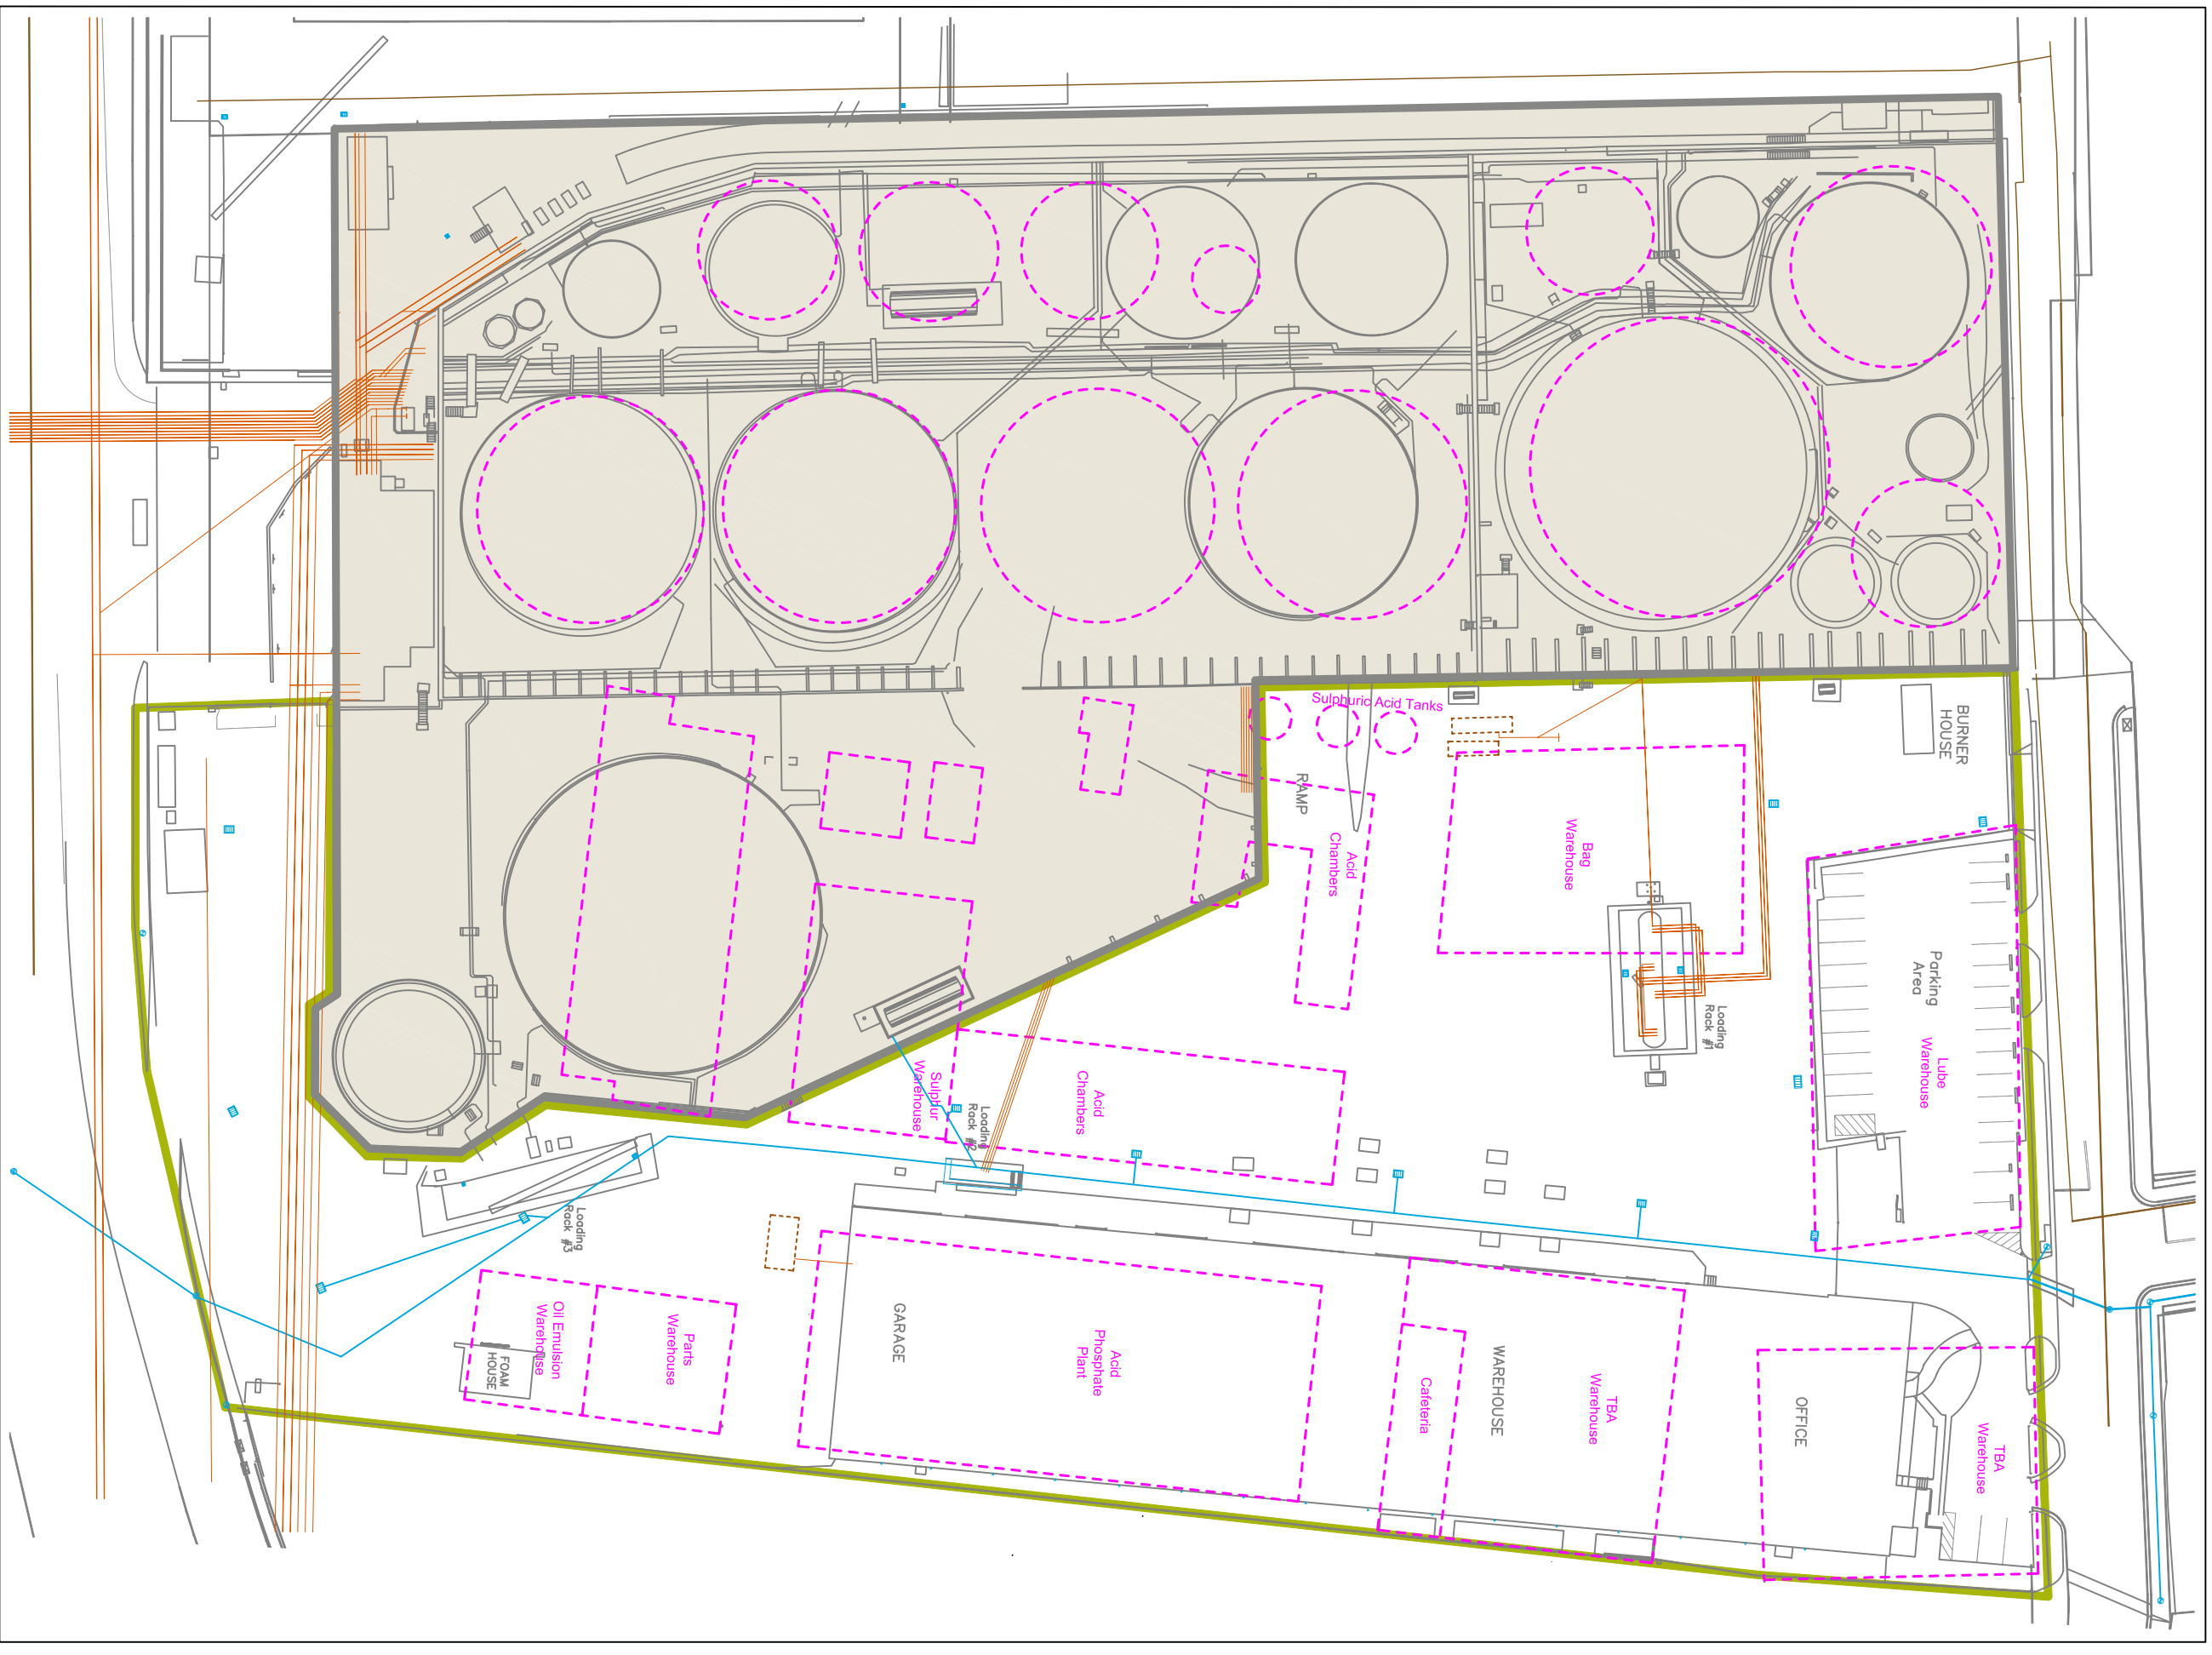 Sulphuric Acid Tanks
BURNER
HOUSE
RAMP
Acid
Chambers
Bag
Warehouse
Parking
Area
Lube
Warehouse
Loading
Rack #1
Sulphur
Warehouse
Loading
Rack #2
Acid
Chambers
Loading
Rack #3
Oil Emulsion
Warehouse
FOAM
HOUSE
Parts
Warehouse
GARAGE
Acid
Phosphate
Plant
Cafeteria
WAREHOUSE
TBA
Warehouse
OFFICE
TBA
Warehouse